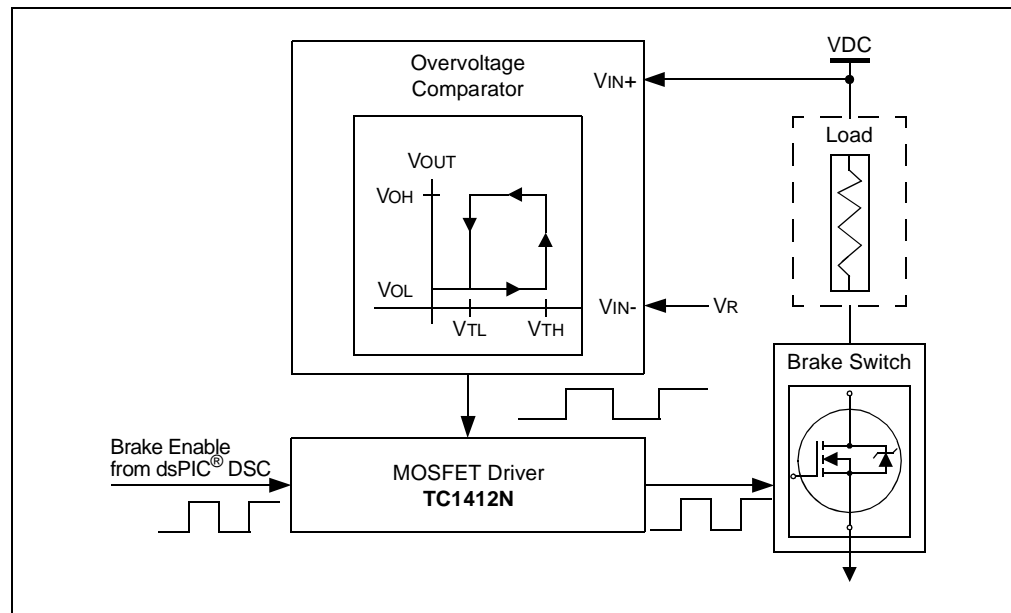 Overvoltage
Comparator
VIN+
VDC
Load
VOUT
VOH
VOL
VTL
VTH
VIN-
VR
Brake Switch
Brake Enable
from dsPIC® DSC
MOSFET Driver
TC1412N